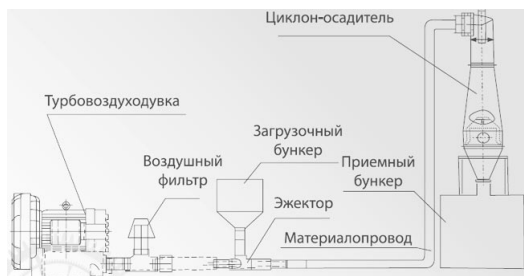 Циклон-осадитель
Турбовоздуходувка
Загрузочный
бункер
Воздушный
фильтр
Приемный
бункер
Эжектор
Материалопровод